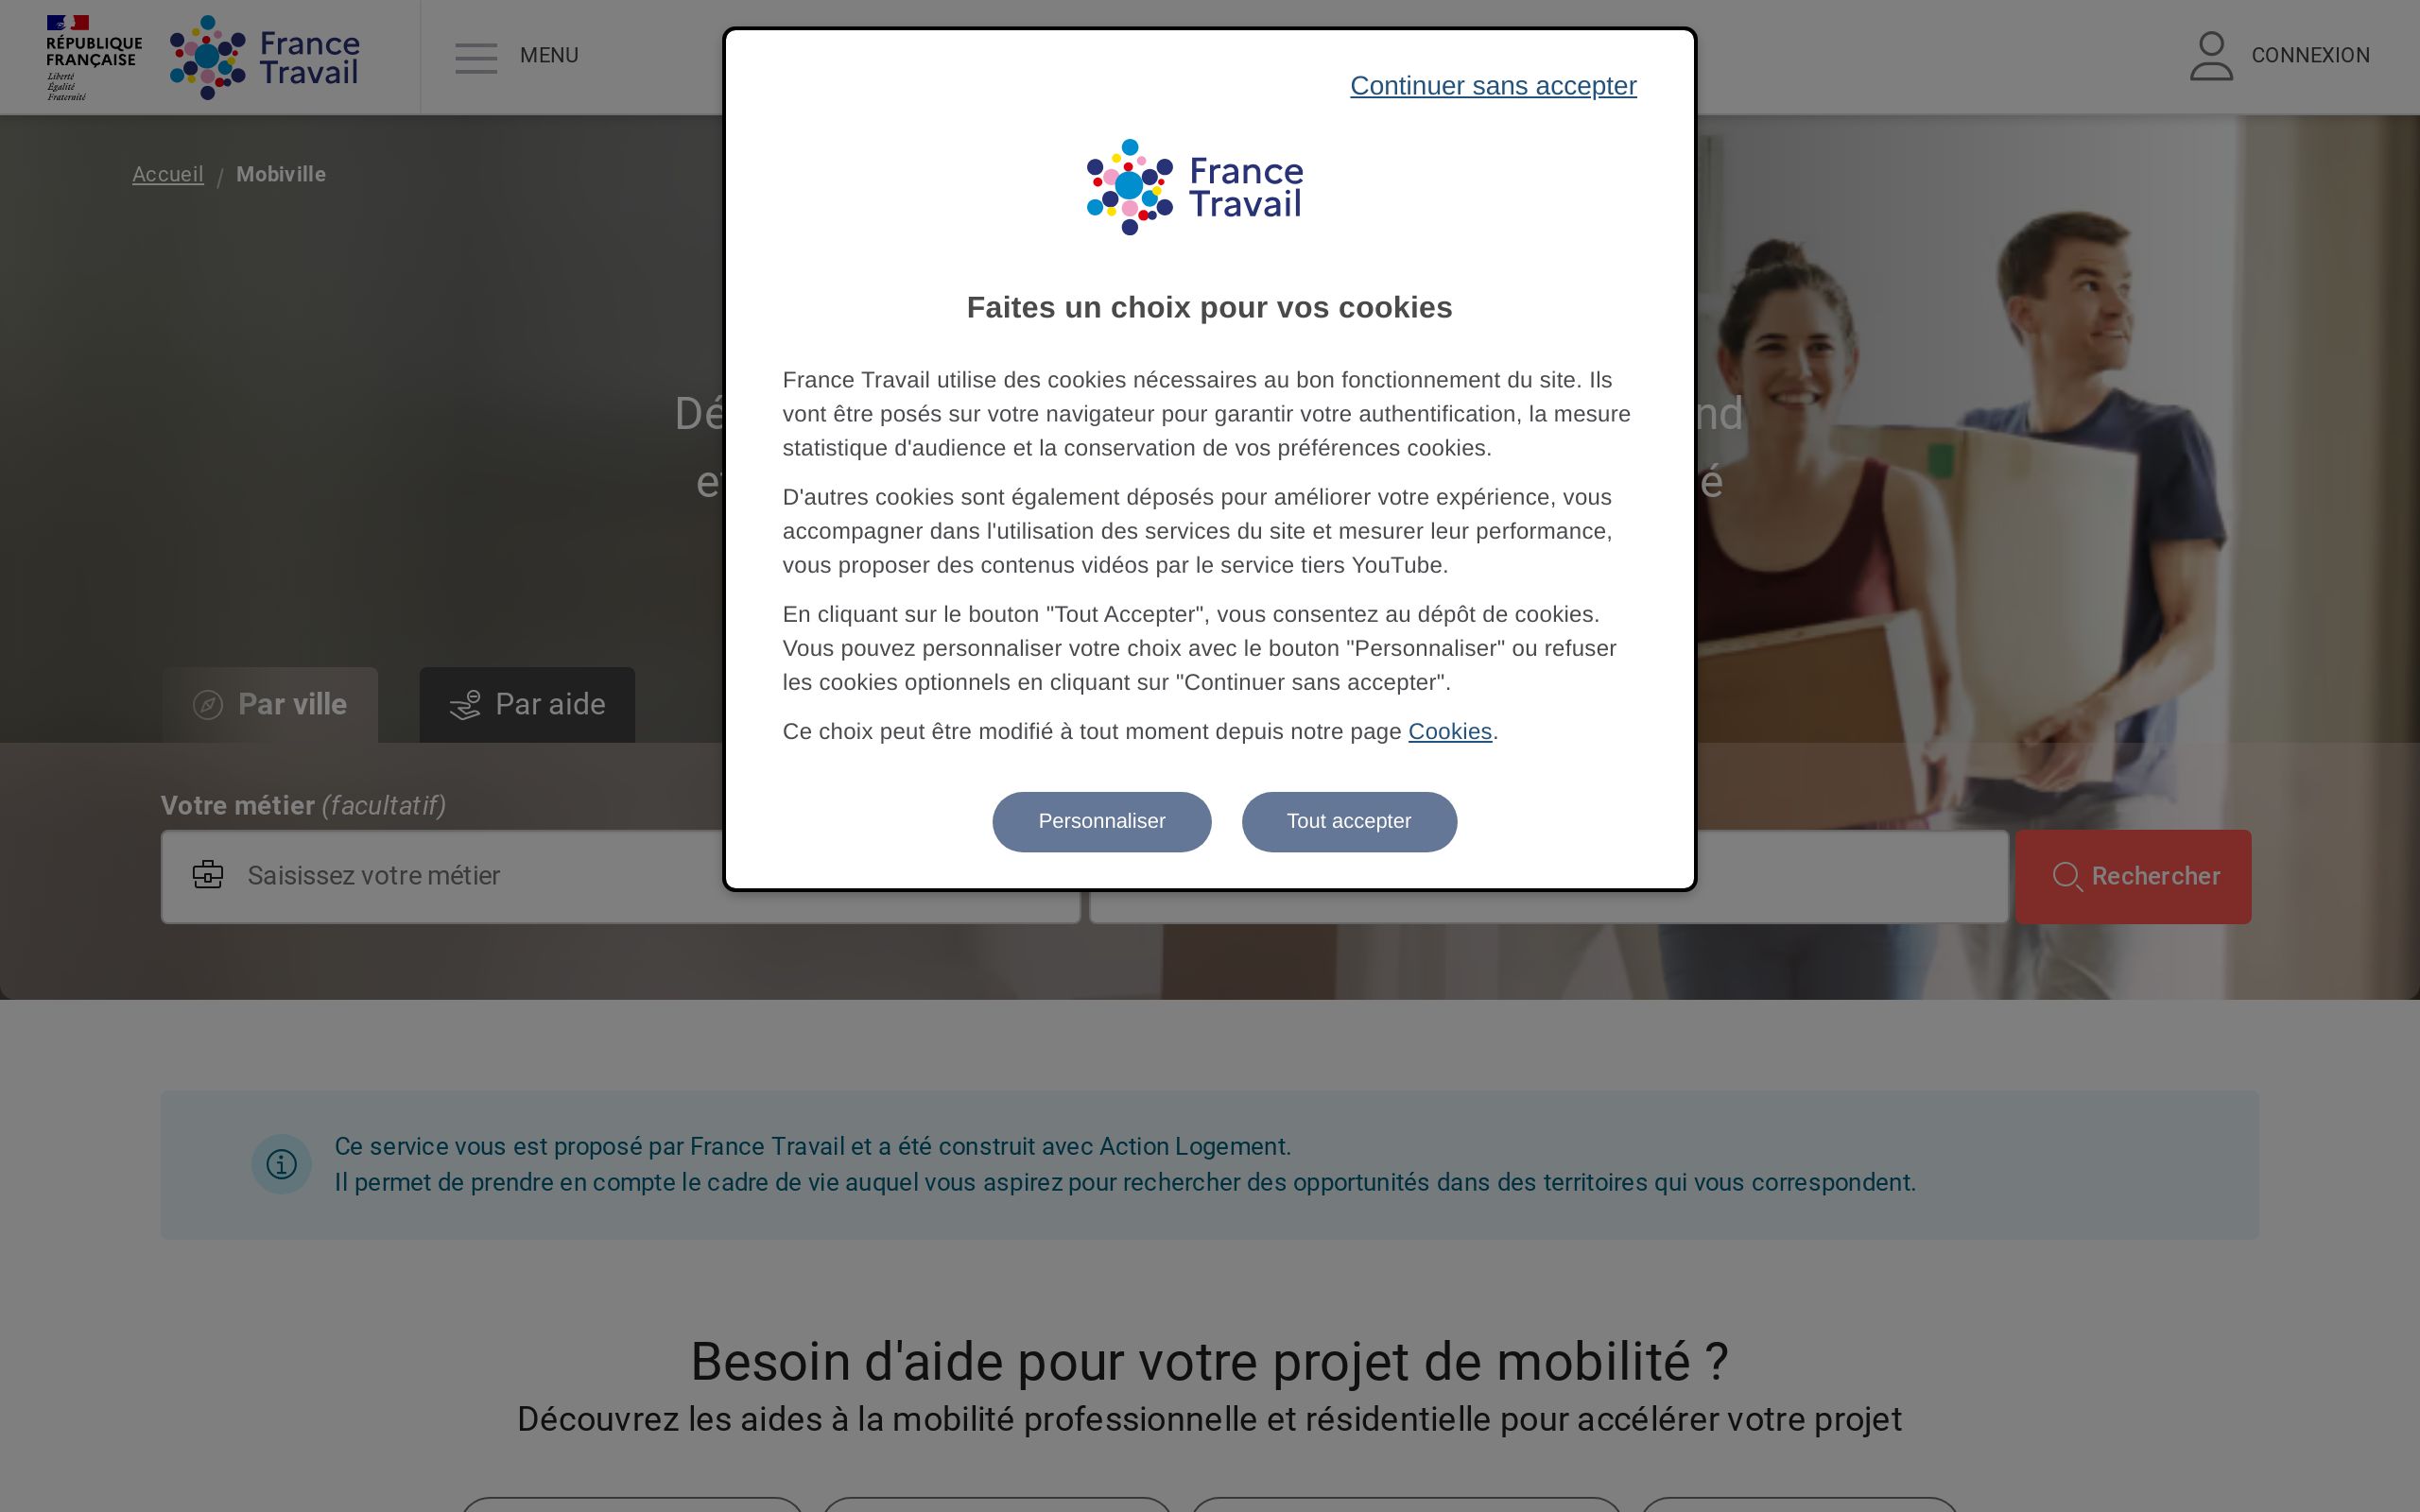 RÉPUBLIQUE
FRANÇAISE
Liberté
Égalité
Fraternité
France
Travail
MENU
CONNEXION
Accueil / Mobiville
Continuer sans accepter
France
Travail
Faites un choix pour vos cookies
France Travail utilise des cookies nécessaires au bon fonctionnement du site. Ils
vont être posés sur votre navigateur pour garantir votre authentification, la mesure
statistique d'audience et la conservation de vos préférences cookies.
D'autres cookies sont également déposés pour améliorer votre expérience, vous
accompagner dans l'utilisation des services du site et mesurer leur performance,
vous proposer des contenus vidéos par le service tiers YouTube.
En cliquant sur le bouton "Tout Accepter", vous consentez au dépôt de cookies.
Vous pouvez personnaliser votre choix avec le bouton "Personnaliser" ou refuser
les cookies optionnels en cliquant sur "Continuer sans accepter".
Ce choix peut être modifié à tout moment depuis notre page Cookies.
Personnaliser
Tout accepter
Par ville
Par aide
Votre métier (facultatif)
Saisissez votre métier
Rechercher
Ce service vous est proposé par France Travail et a été construit avec Action Logement.
Il permet de prendre en compte le cadre de vie auquel vous aspirez pour rechercher des opportunités dans des territoires qui vous correspondent.
Besoin d'aide pour votre projet de mobilité ?
Découvrez les aides à la mobilité professionnelle et résidentielle pour accélérer votre projet